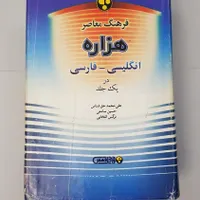 فرهنگ معاصر
هزاره
انگلیسی - فارسی
در
یک جلد
علی محمد حق شناس
حسین سامعی
نرگس انتخابی